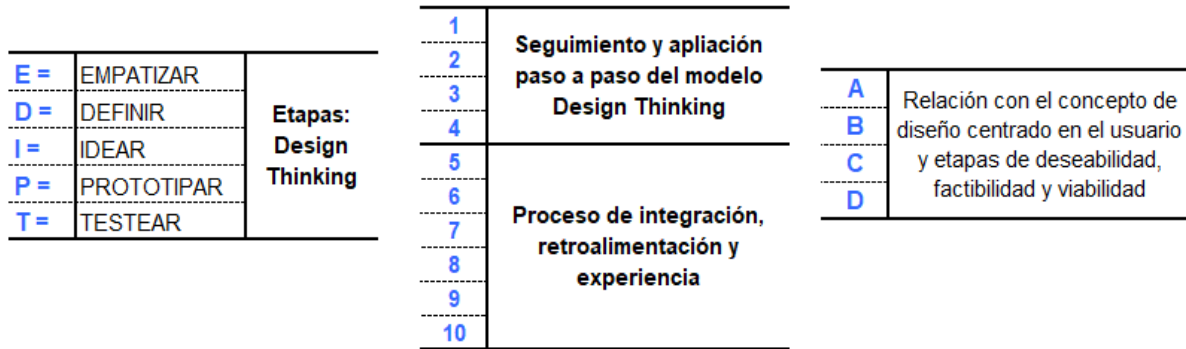 E = EMPATIZAR
D = DEFINIR
I = IDEAR
P = PROTOTIPAR
T = TESTEAR
Etapas:
Design
Thinking
1
2
3
4
Seguimiento y apliación
paso a paso del modelo
Design Thinking
5
6
7
8
9
10
Proceso de integración,
retroalimentación y
experiencia
A
B
C
D
Relación con el concepto de
diseño centrado en el usuario
y etapas de deseabilidad,
factibilidad y viabilidad